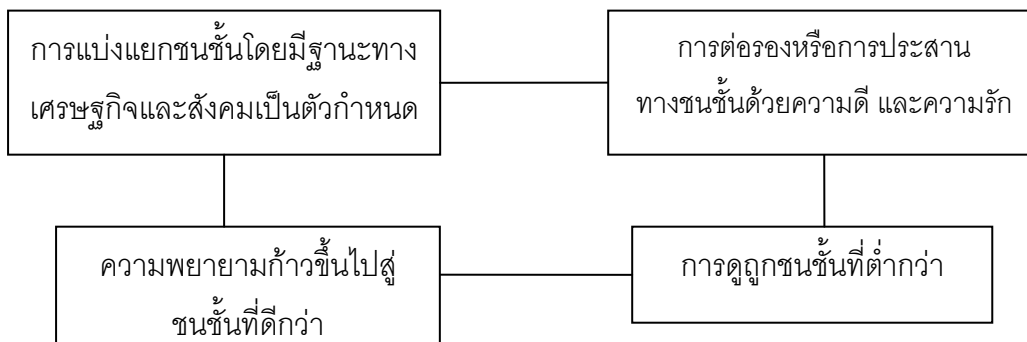 การแบ่งแยกชนชั้นโดยมีฐานะทาง
เศรษฐกิจและสังคมเป็นตัวกำหนด
การต่อรองหรือการประสาน
ทางชนชั้นด้วยความดี และความรัก
ความพยายามก้าวขึ้นไปสู่
ชนชั้นที่ดีกว่า
การดูถูกชนชั้นที่ต่ำกว่า